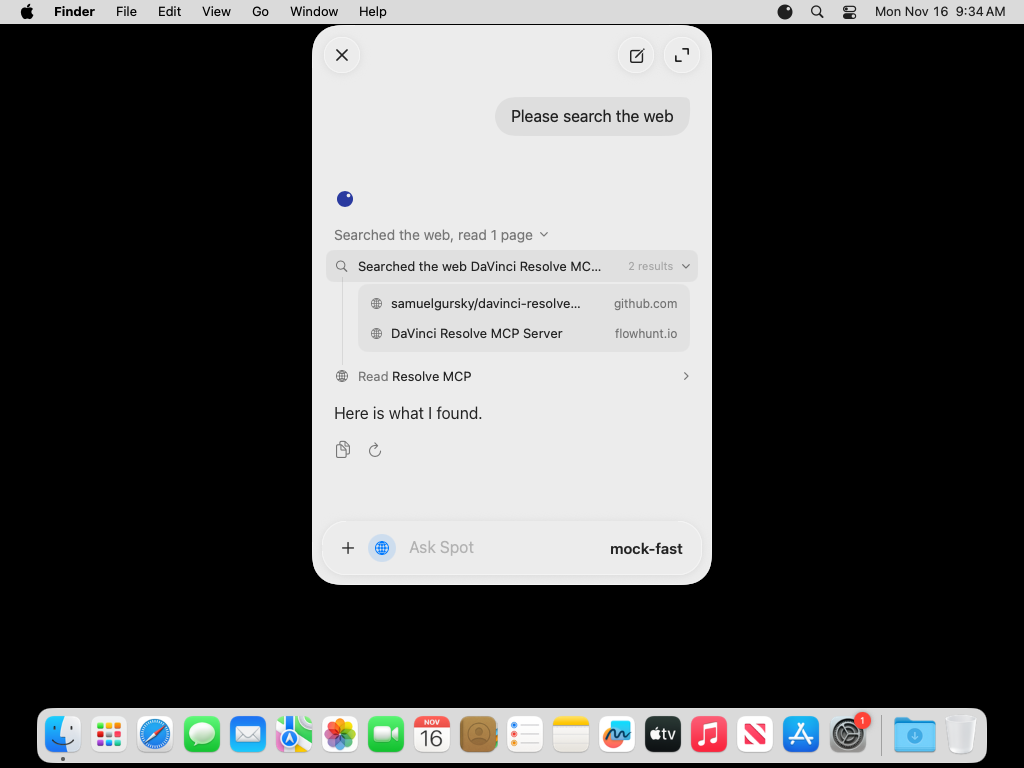 Finder File Edit View Go Window Help Mon Nov 16 9:34 AM
Please search the web
Searched the web, read 1 page
Searched the web DaVinci Resolve MC... 2 results
samuelgursky/davinci-resolve... github.com
DaVinci Resolve MCP Server flowhunt.io
Read Resolve MCP
Here is what I found.
Ask Spot mock-fast
NOV
16
tv
1